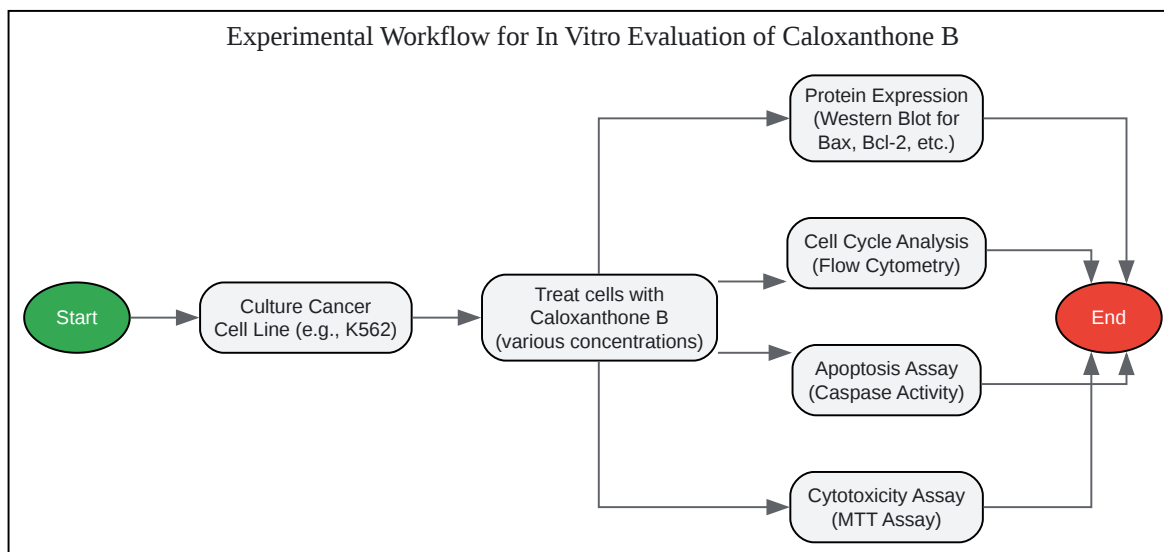 Experimental Workflow for In Vitro Evaluation of Caloxanthone B
Start
Culture Cancer
Cell Line (e.g., K562)
Treat cells with
Caloxanthone B
(various concentrations)
Protein Expression
(Western Blot for
Bax, Bcl-2, etc.)
Cell Cycle Analysis
(Flow Cytometry)
Apoptosis Assay
(Caspase Activity)
Cytotoxicity Assay
(MTT Assay)
End